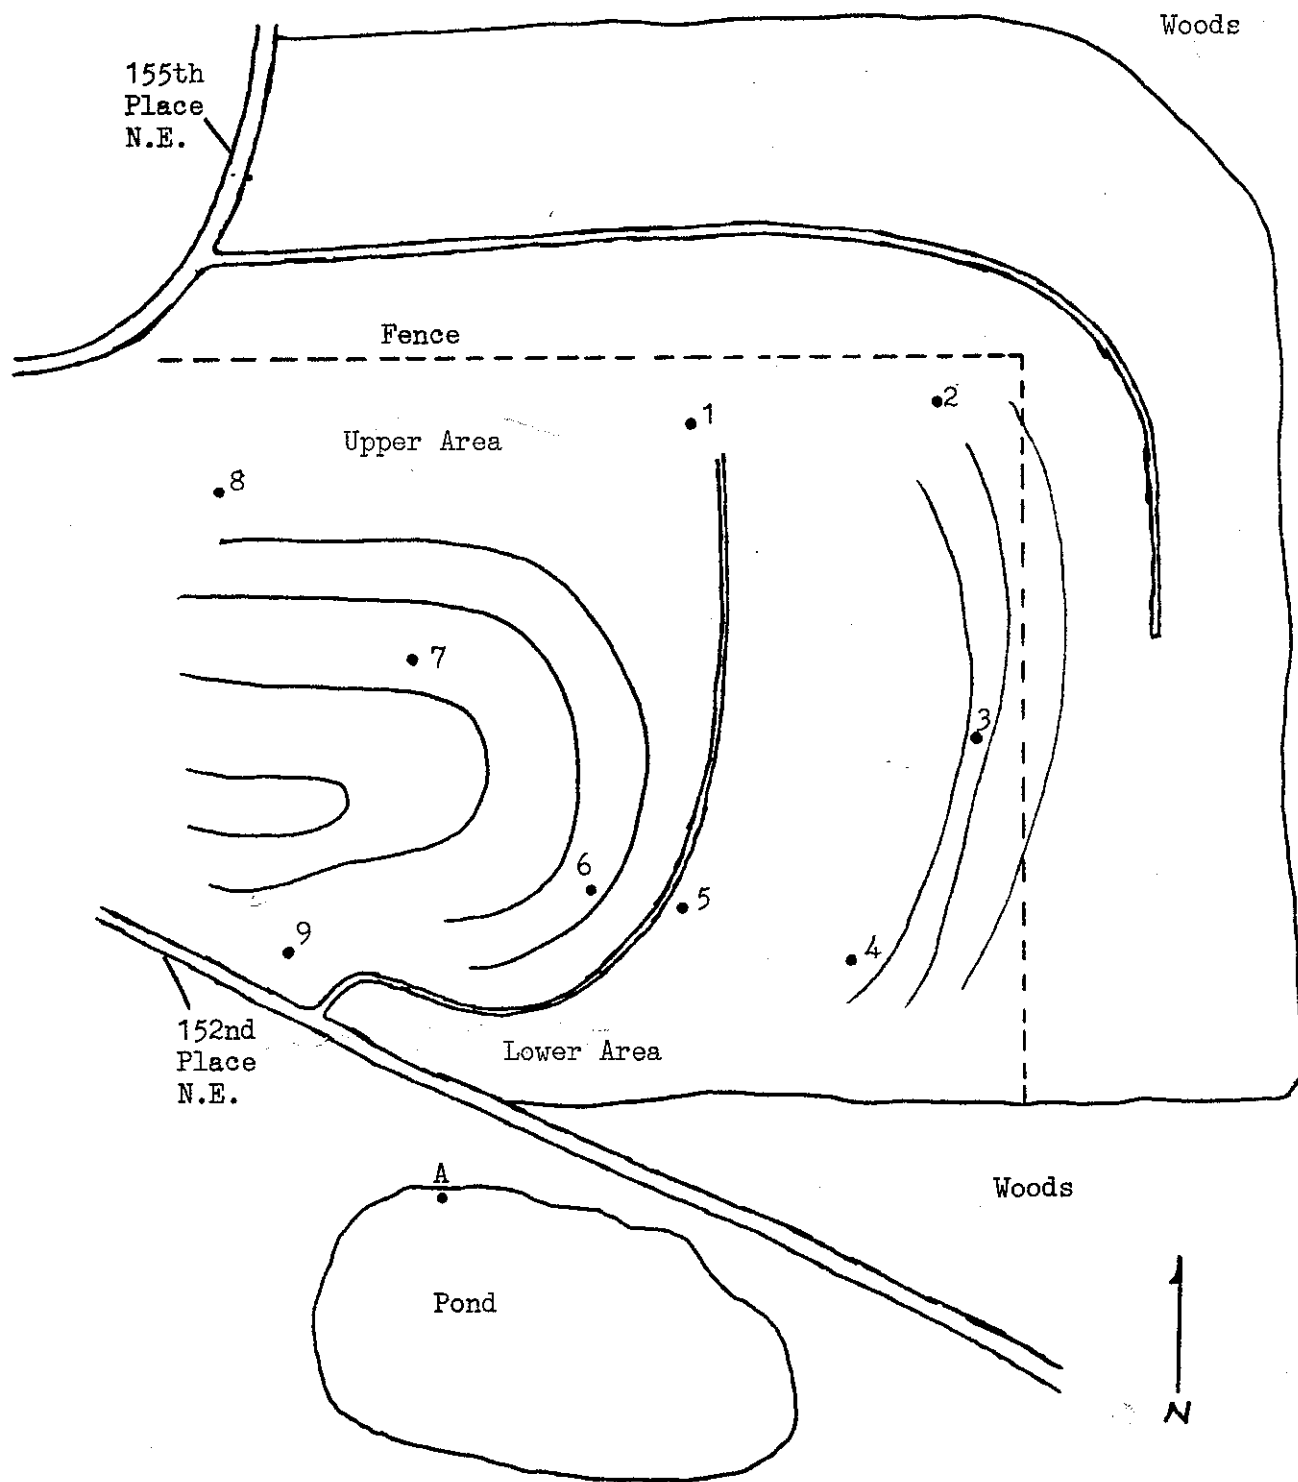 Woods
155th
Place
N.E.
Fence
1
2
Upper Area
8
7
3
6
5
9
4
152nd
Place
N.E.
Lower Area
A
Woods
Pond
N